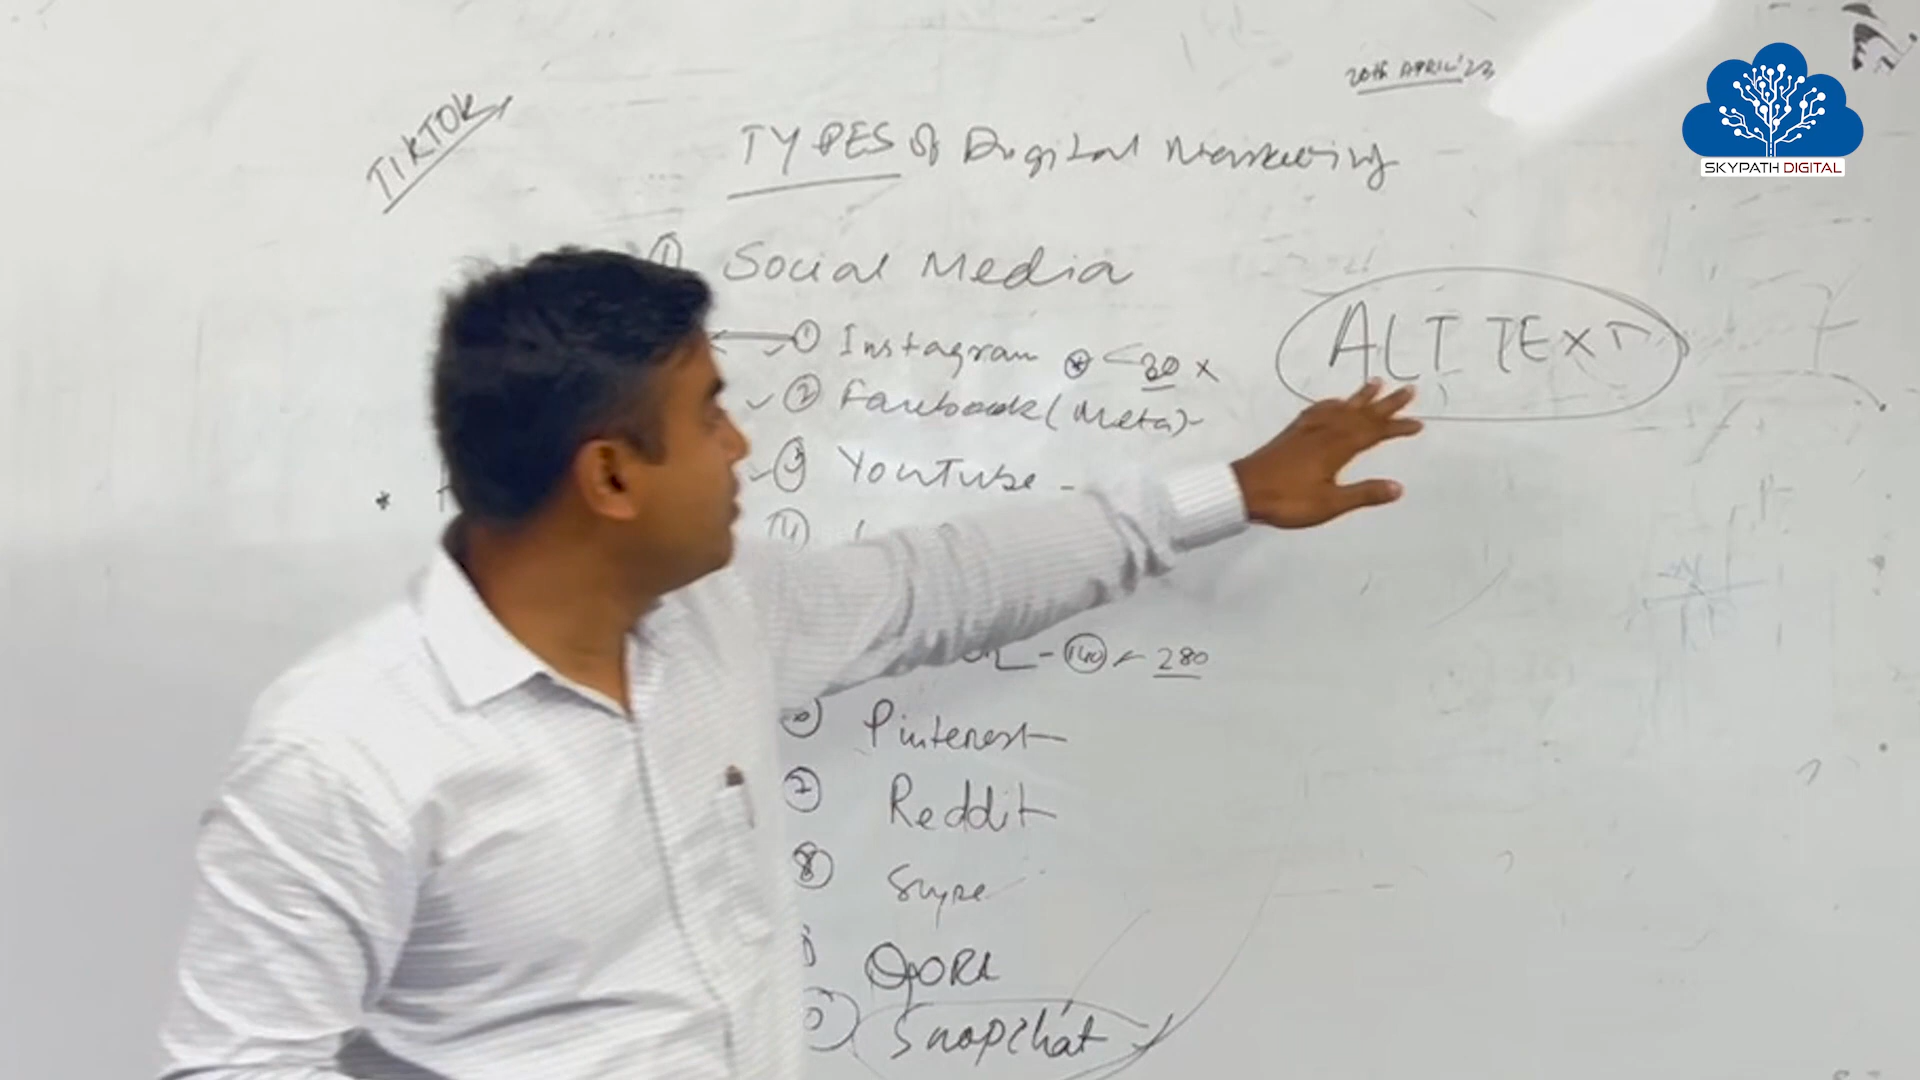 20th APRIL'23
SKYPATH DIGITAL
TIKTOK
TYPES of Digital Marketing
① Social Media
① Instagram * < 30 x
ALT TEXT
② Facebook (Meta)
③ YouTube -
*
④
- 140 - 280
Pinterest
⑦ Reddit
⑧
QORA
Snapchat